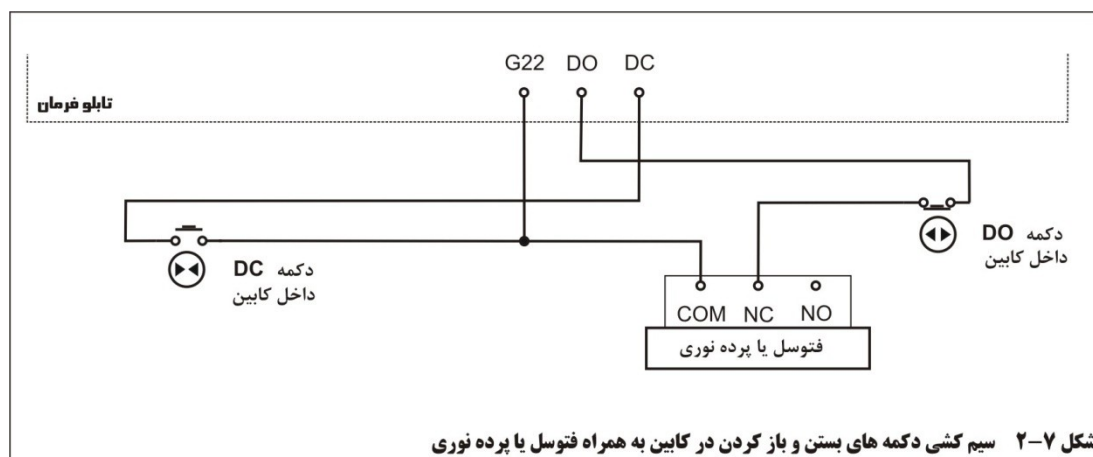 G22 DO DC
تابلو فرمان
دکمه DO
داخل کابین
دکمه DC
داخل کابین
COM NC NO
فتوسل یا پرده نوری
شکل ۷-۲ سیم کشی دکمه های بستن و باز کردن در کابین به همراه فتوسل یا پرده نوری